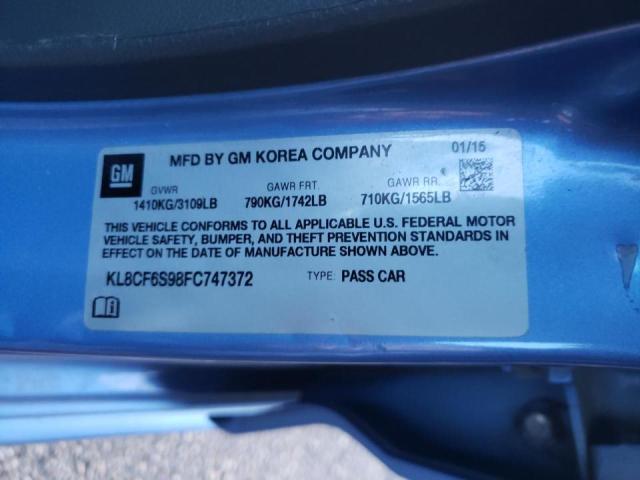 GM
MFD BY GM KOREA COMPANY
01/15
GVWR
GAWR FRT.
GAWR RR.
1410KG/3109LB
790KG/1742LB
710KG/1565LB
THIS VEHICLE CONFORMS TO ALL APPLICABLE U.S. FEDERAL MOTOR
VEHICLE SAFETY, BUMPER, AND THEFT PREVENTION STANDARDS IN
EFFECT ON THE DATE OF MANUFACTURE SHOWN ABOVE.
KL8CF6S98FC747372
TYPE: PASS CAR